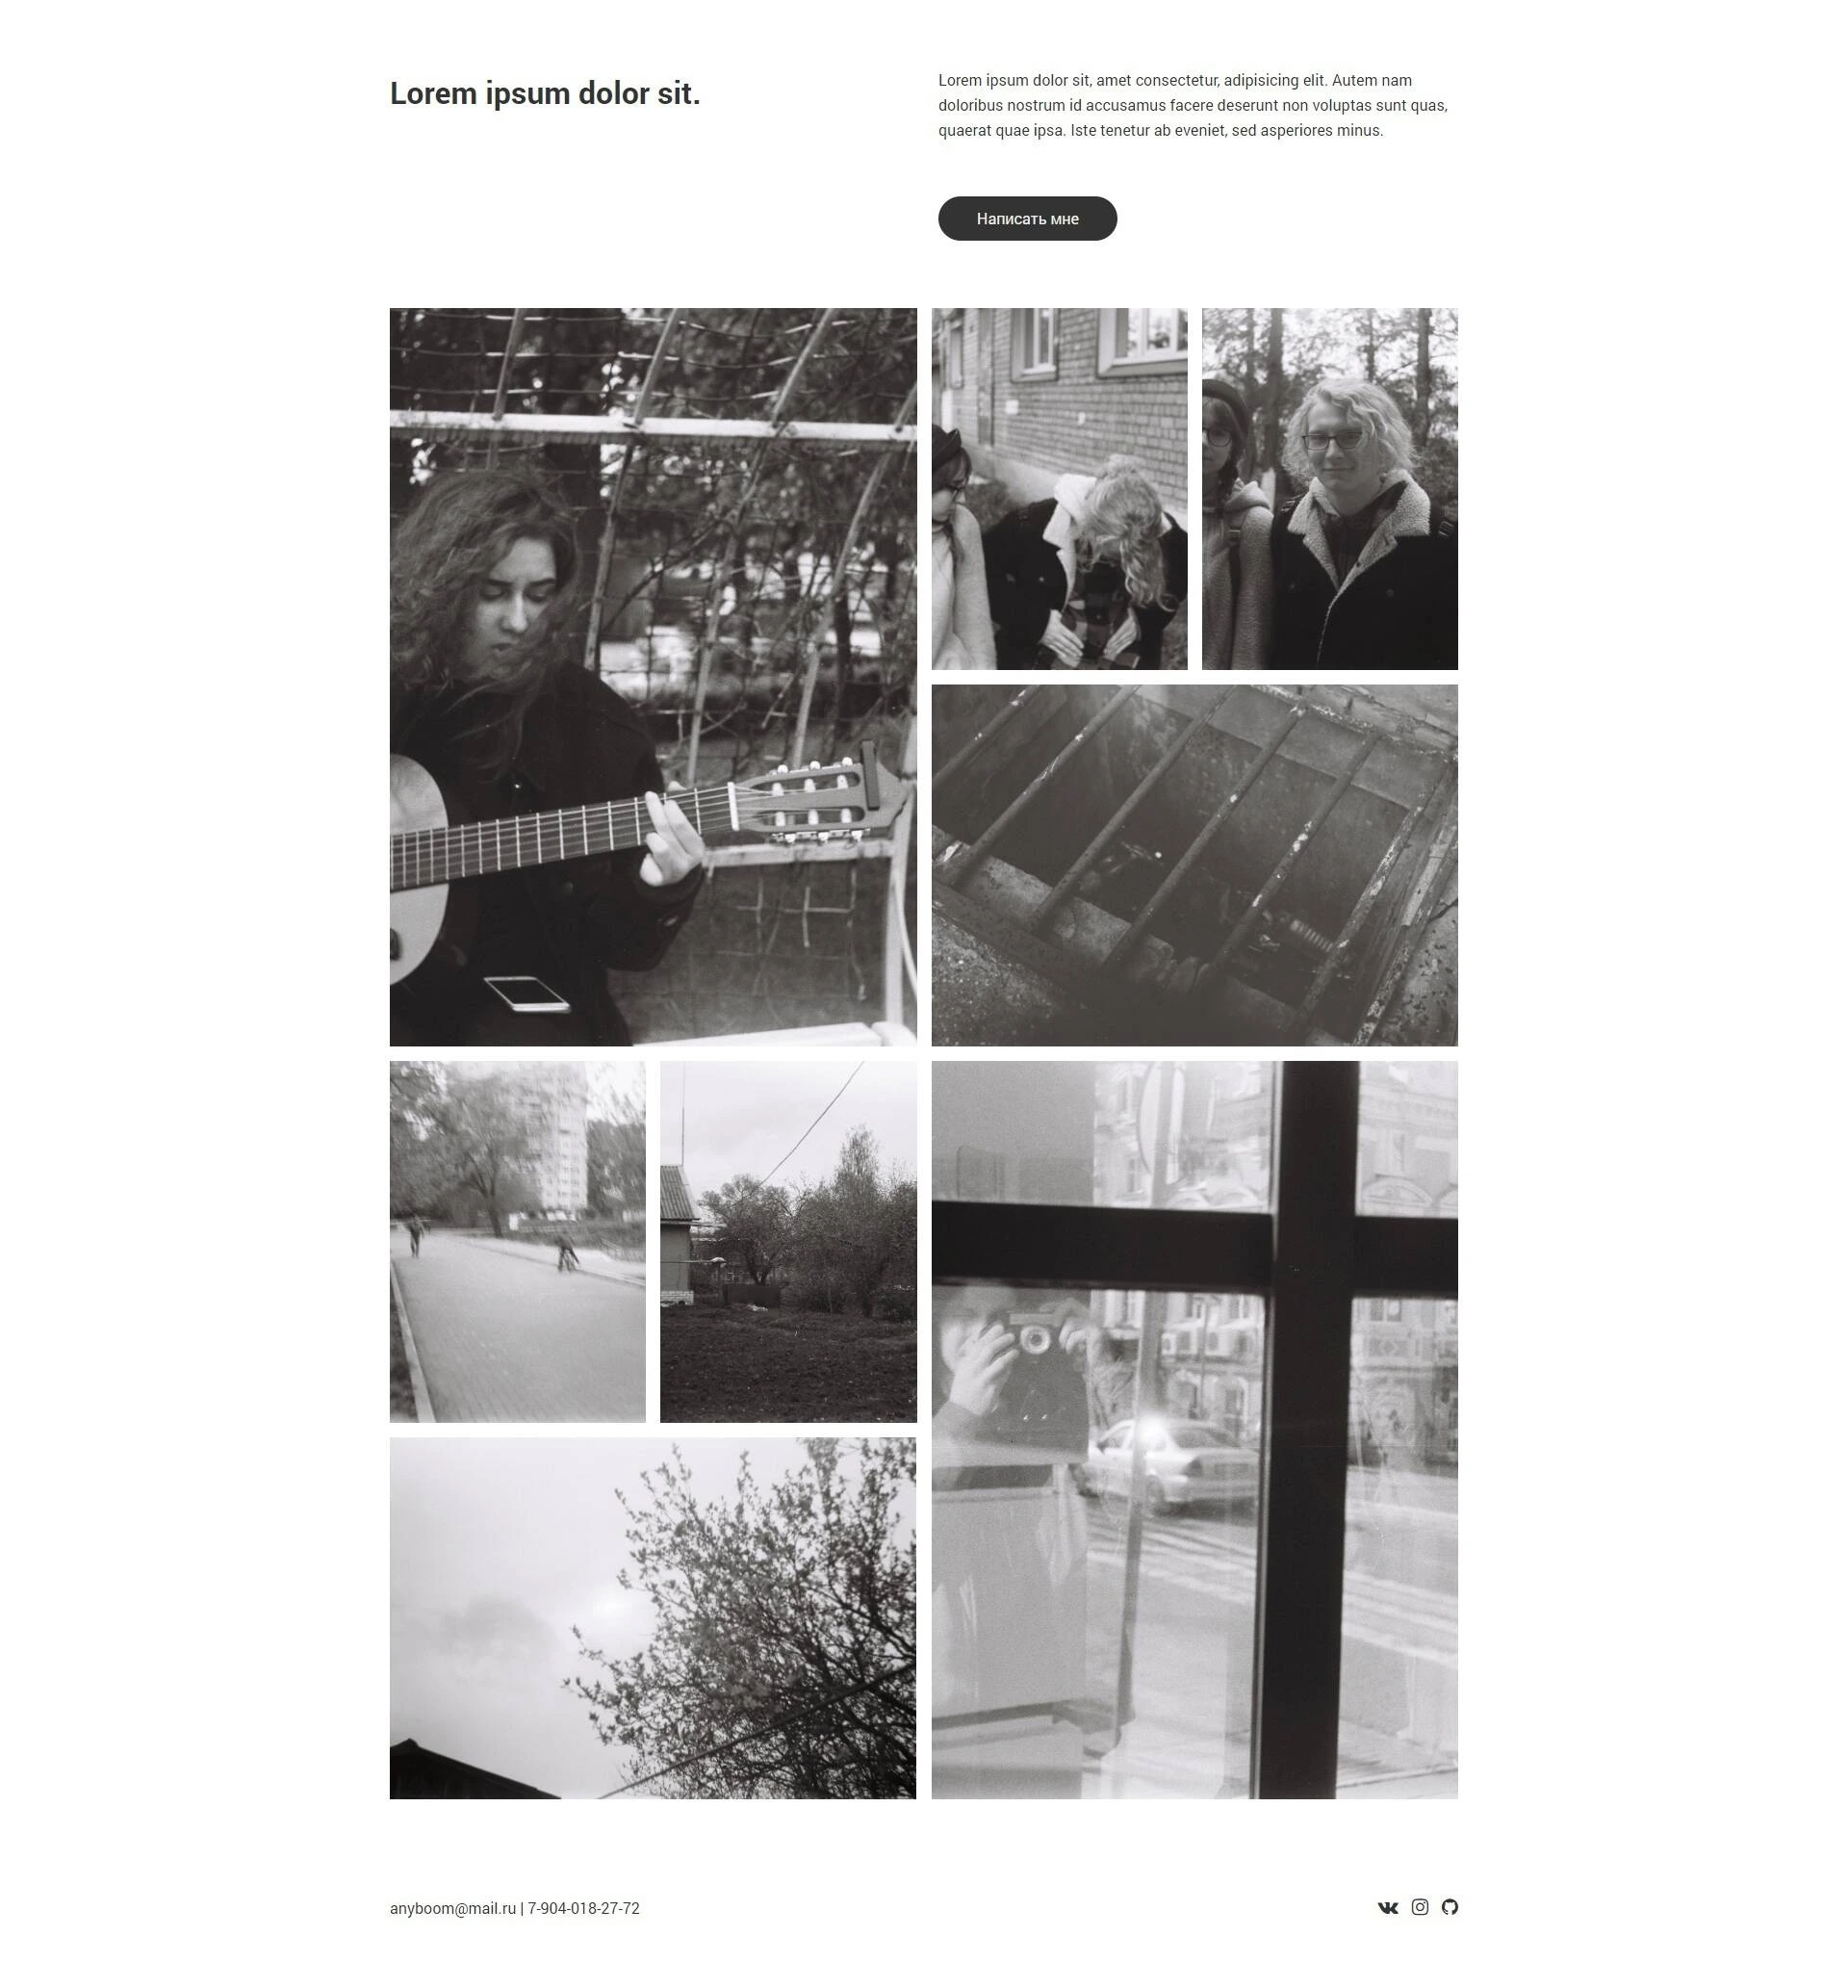 Lorem ipsum dolor sit.
Lorem ipsum dolor sit, amet consectetur, adipisicing elit. Autem nam
doloribus nostrum id accusamus facere deserunt non voluptas sunt quas,
quaerat quae ipsa. Iste tenetur ab eveniet, sed asperiores minus.
Написать мне
anyboom@mail.ru | 7-904-018-27-72